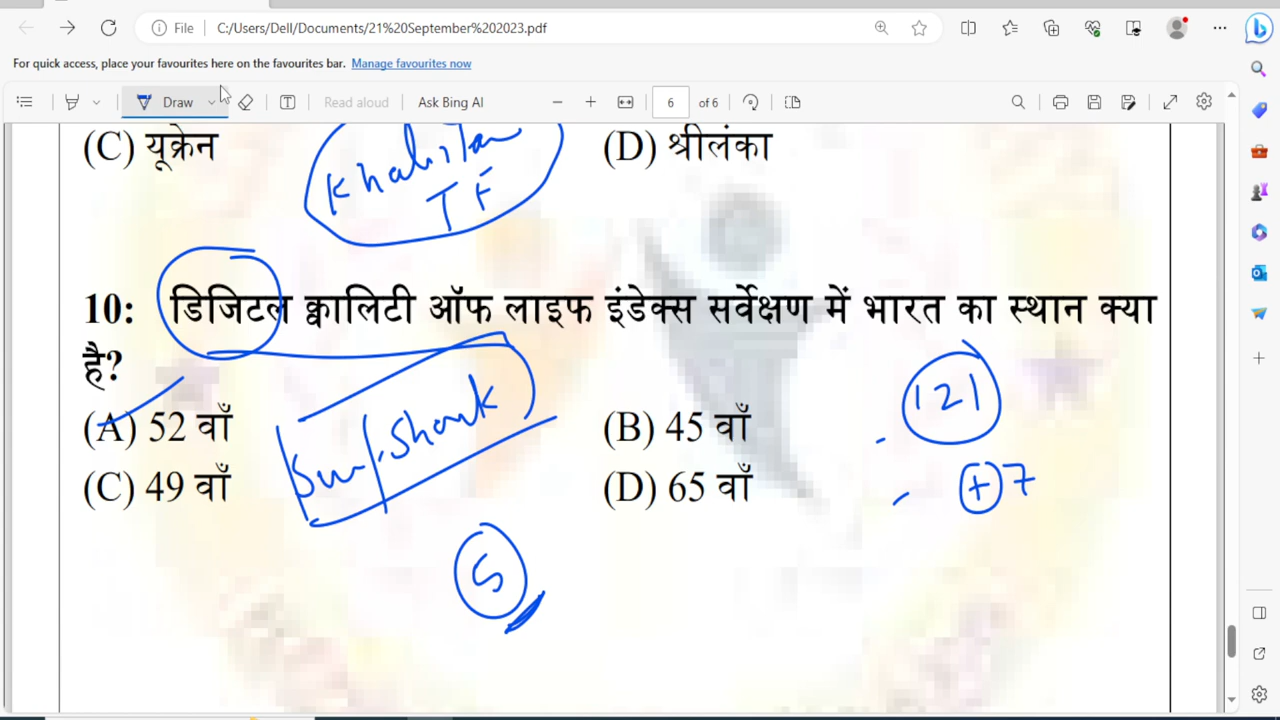 File C:/Users/Dell/Documents/21%20September%202023.pdf
For quick access, place your favourites here on the favourites bar. Manage favourites now
Draw Read aloud Ask Bing AI 6 of 6
(C) यूक्रेन (D) श्रीलंका
Khalistan
TF
10: डिजिटल क्वालिटी ऑफ लाइफ इंडेक्स सर्वेक्षण में भारत का स्थान क्या
है?
121
(A) 52 वाँ Surf.Shark (B) 45 वाँ
(C) 49 वाँ (D) 65 वाँ +7
5